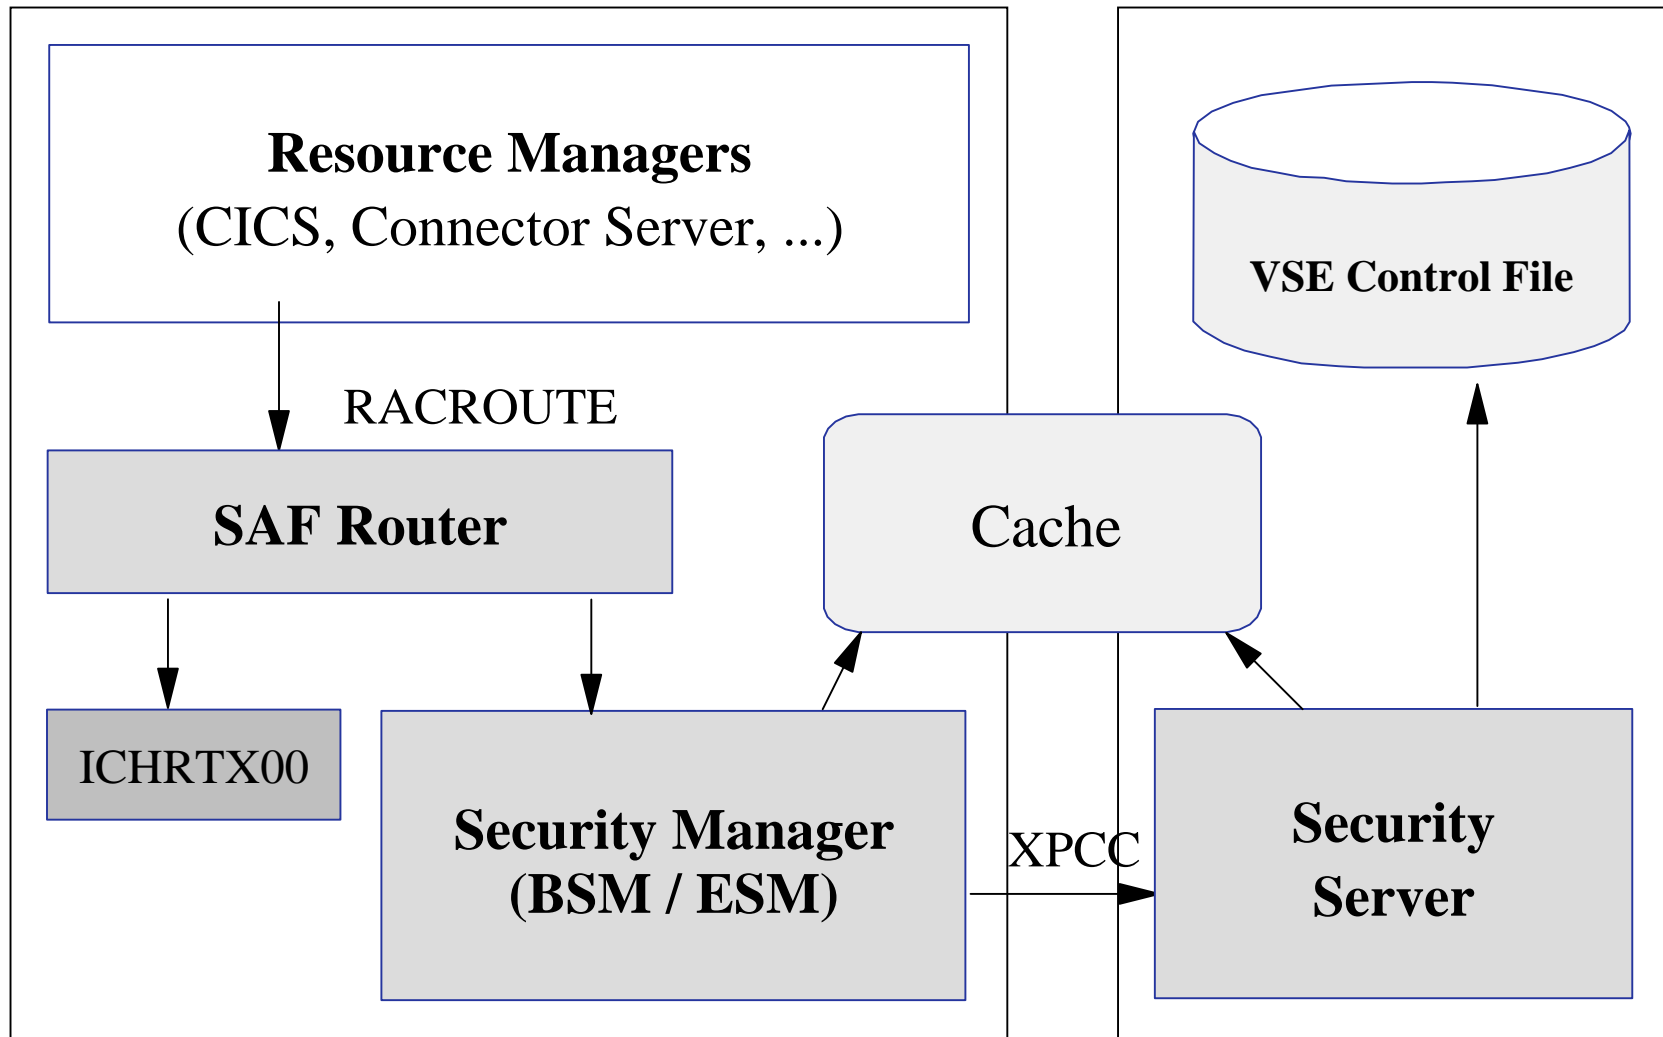 Resource Managers
(CICS, Connector Server, ...)
VSE Control File
RACROUTE
SAF Router
Cache
ICHRTX00
Security Manager
(BSM / ESM)
XPCC
Security
Server